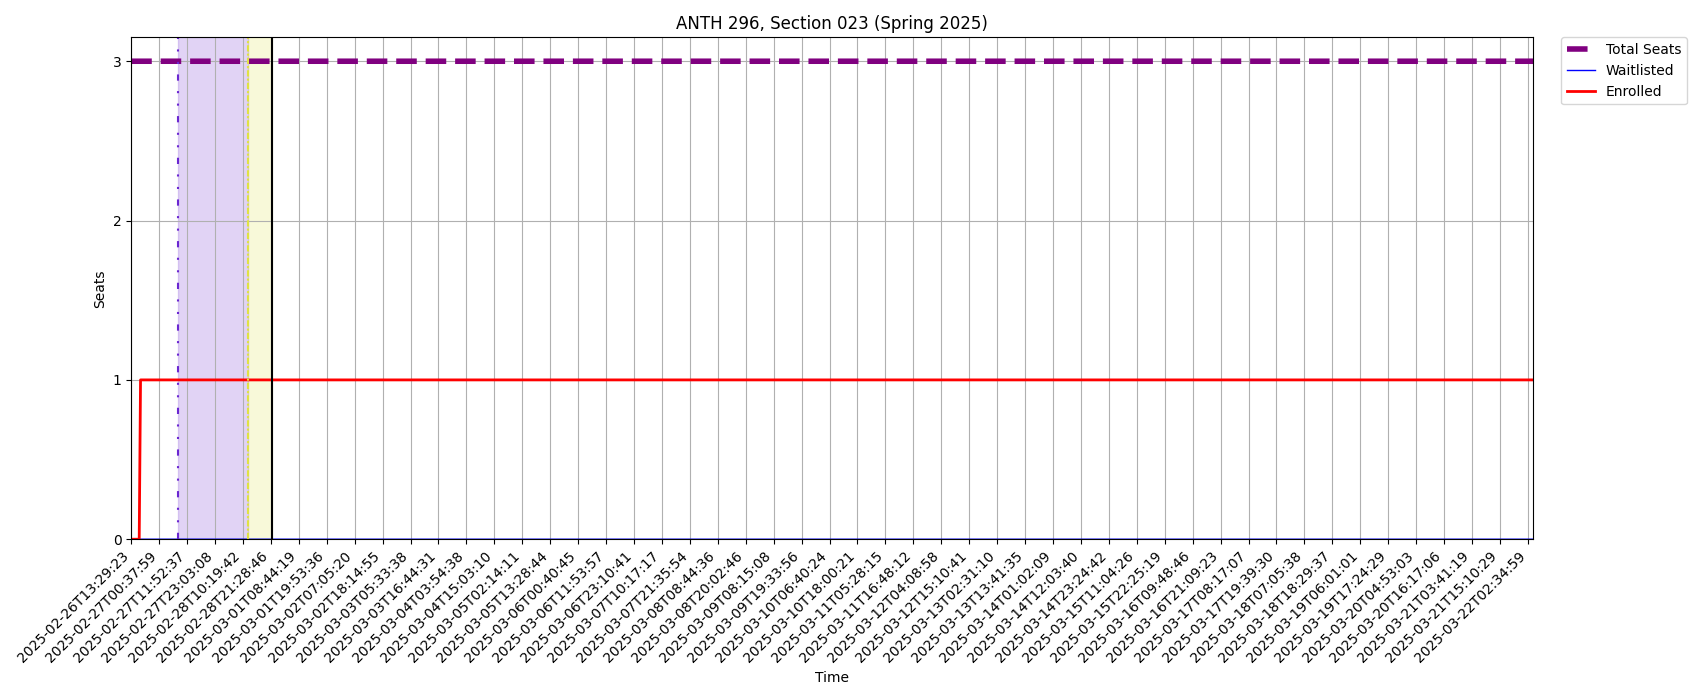 ANTH 296, Section 023 (Spring 2025)
Total Seats
Waitlisted
Enrolled
Seats
3
2
1
0
2025-02-26T13:29:23
2025-02-27T00:37:59
2025-02-27T11:52:37
2025-02-27T23:03:08
2025-02-28T10:19:42
2025-02-28T21:28:46
2025-03-01T08:44:19
2025-03-01T19:53:36
2025-03-02T07:05:20
2025-03-02T18:14:55
2025-03-03T05:33:38
2025-03-03T16:44:31
2025-03-04T03:54:38
2025-03-04T15:03:10
2025-03-05T02:14:11
2025-03-05T13:28:44
2025-03-06T00:40:45
2025-03-06T11:53:57
2025-03-06T23:10:41
2025-03-07T10:17:17
2025-03-07T21:35:54
2025-03-08T08:44:36
2025-03-08T20:02:46
2025-03-09T08:15:08
2025-03-09T19:33:56
2025-03-10T06:40:24
2025-03-10T18:00:21
2025-03-11T05:28:15
2025-03-11T16:48:12
2025-03-12T04:08:58
2025-03-12T15:10:41
2025-03-13T02:31:10
2025-03-13T13:41:35
2025-03-14T01:02:09
2025-03-14T12:03:40
2025-03-14T23:24:42
2025-03-15T11:04:26
2025-03-15T22:25:19
2025-03-16T09:48:46
2025-03-16T21:09:23
2025-03-17T08:17:07
2025-03-17T19:39:30
2025-03-18T07:05:38
2025-03-18T18:29:37
2025-03-19T06:01:01
2025-03-19T17:24:29
2025-03-20T04:53:03
2025-03-20T16:17:06
2025-03-21T03:41:19
2025-03-21T15:10:29
2025-03-22T02:34:59
Time